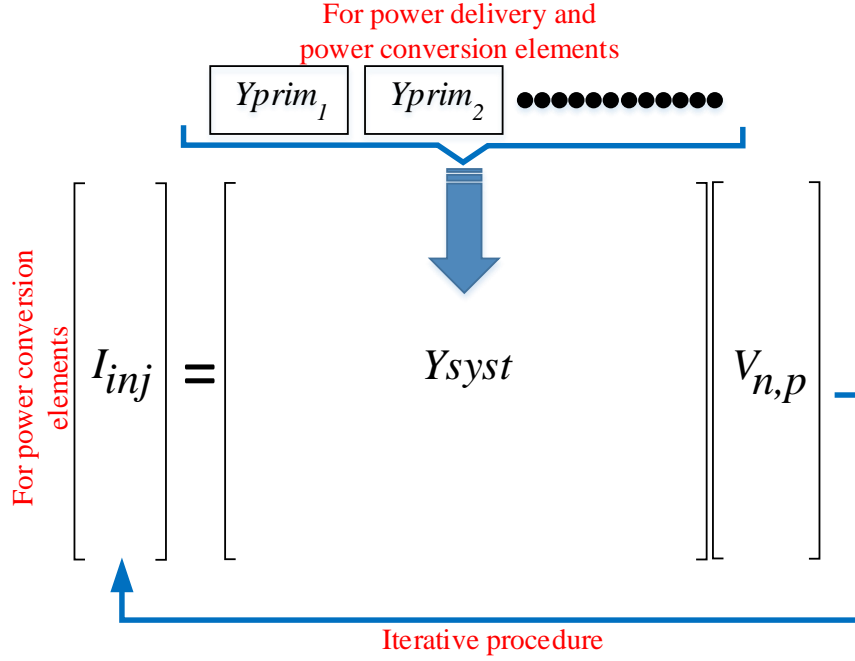 For power delivery and
power conversion elements
Yprim1 Yprim2
For power conversion
elements
Iinj = Ysyst Vn,p
Iterative procedure